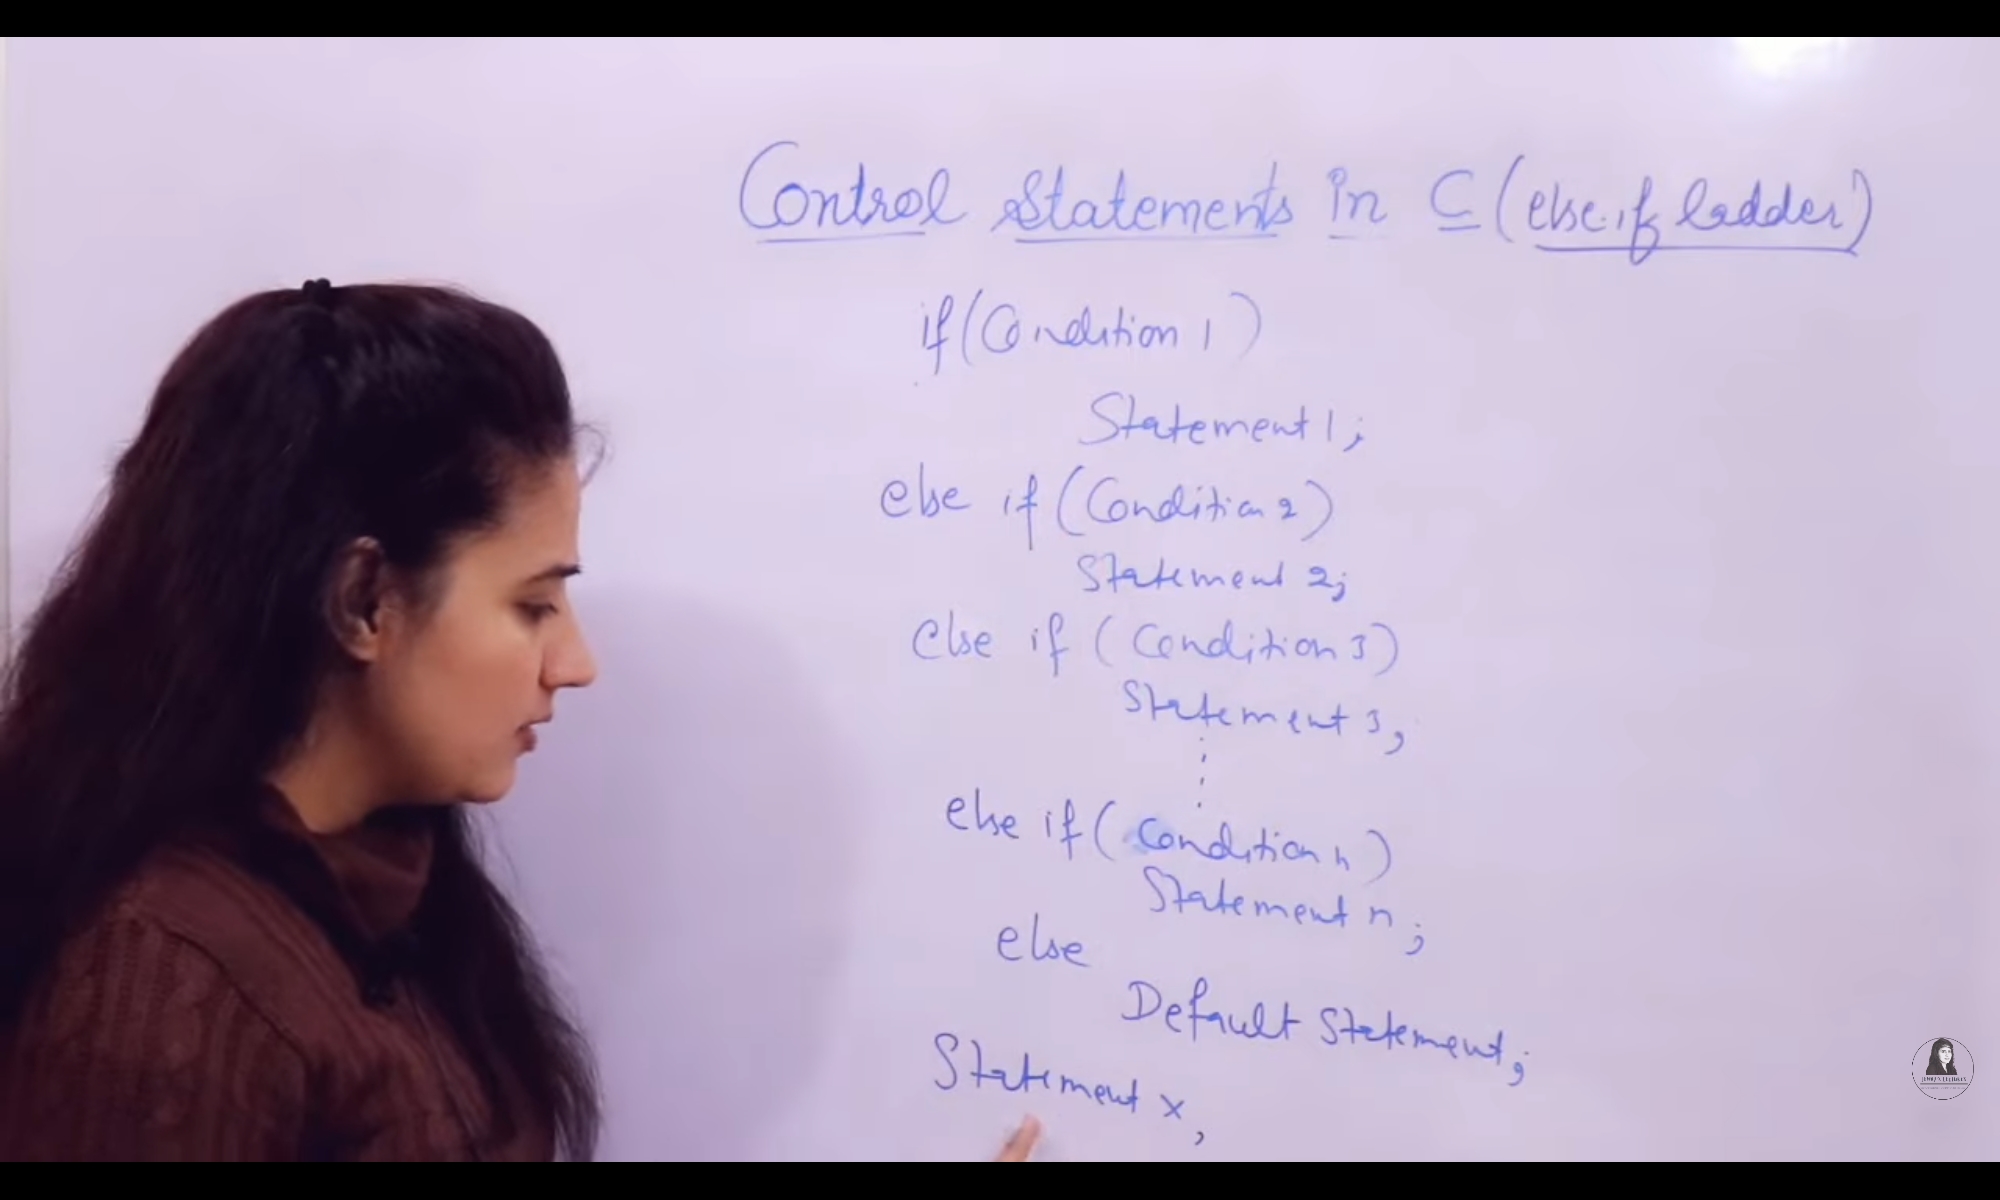 Control Statements in C (else.if ladder)
if (Condition 1)
Statement 1;
else if (Condition 2)
Statement 2;
else if (Condition 3)
Statement 3;
else if (Condition n)
Statement n;
else
Default Statement;
Statement x,